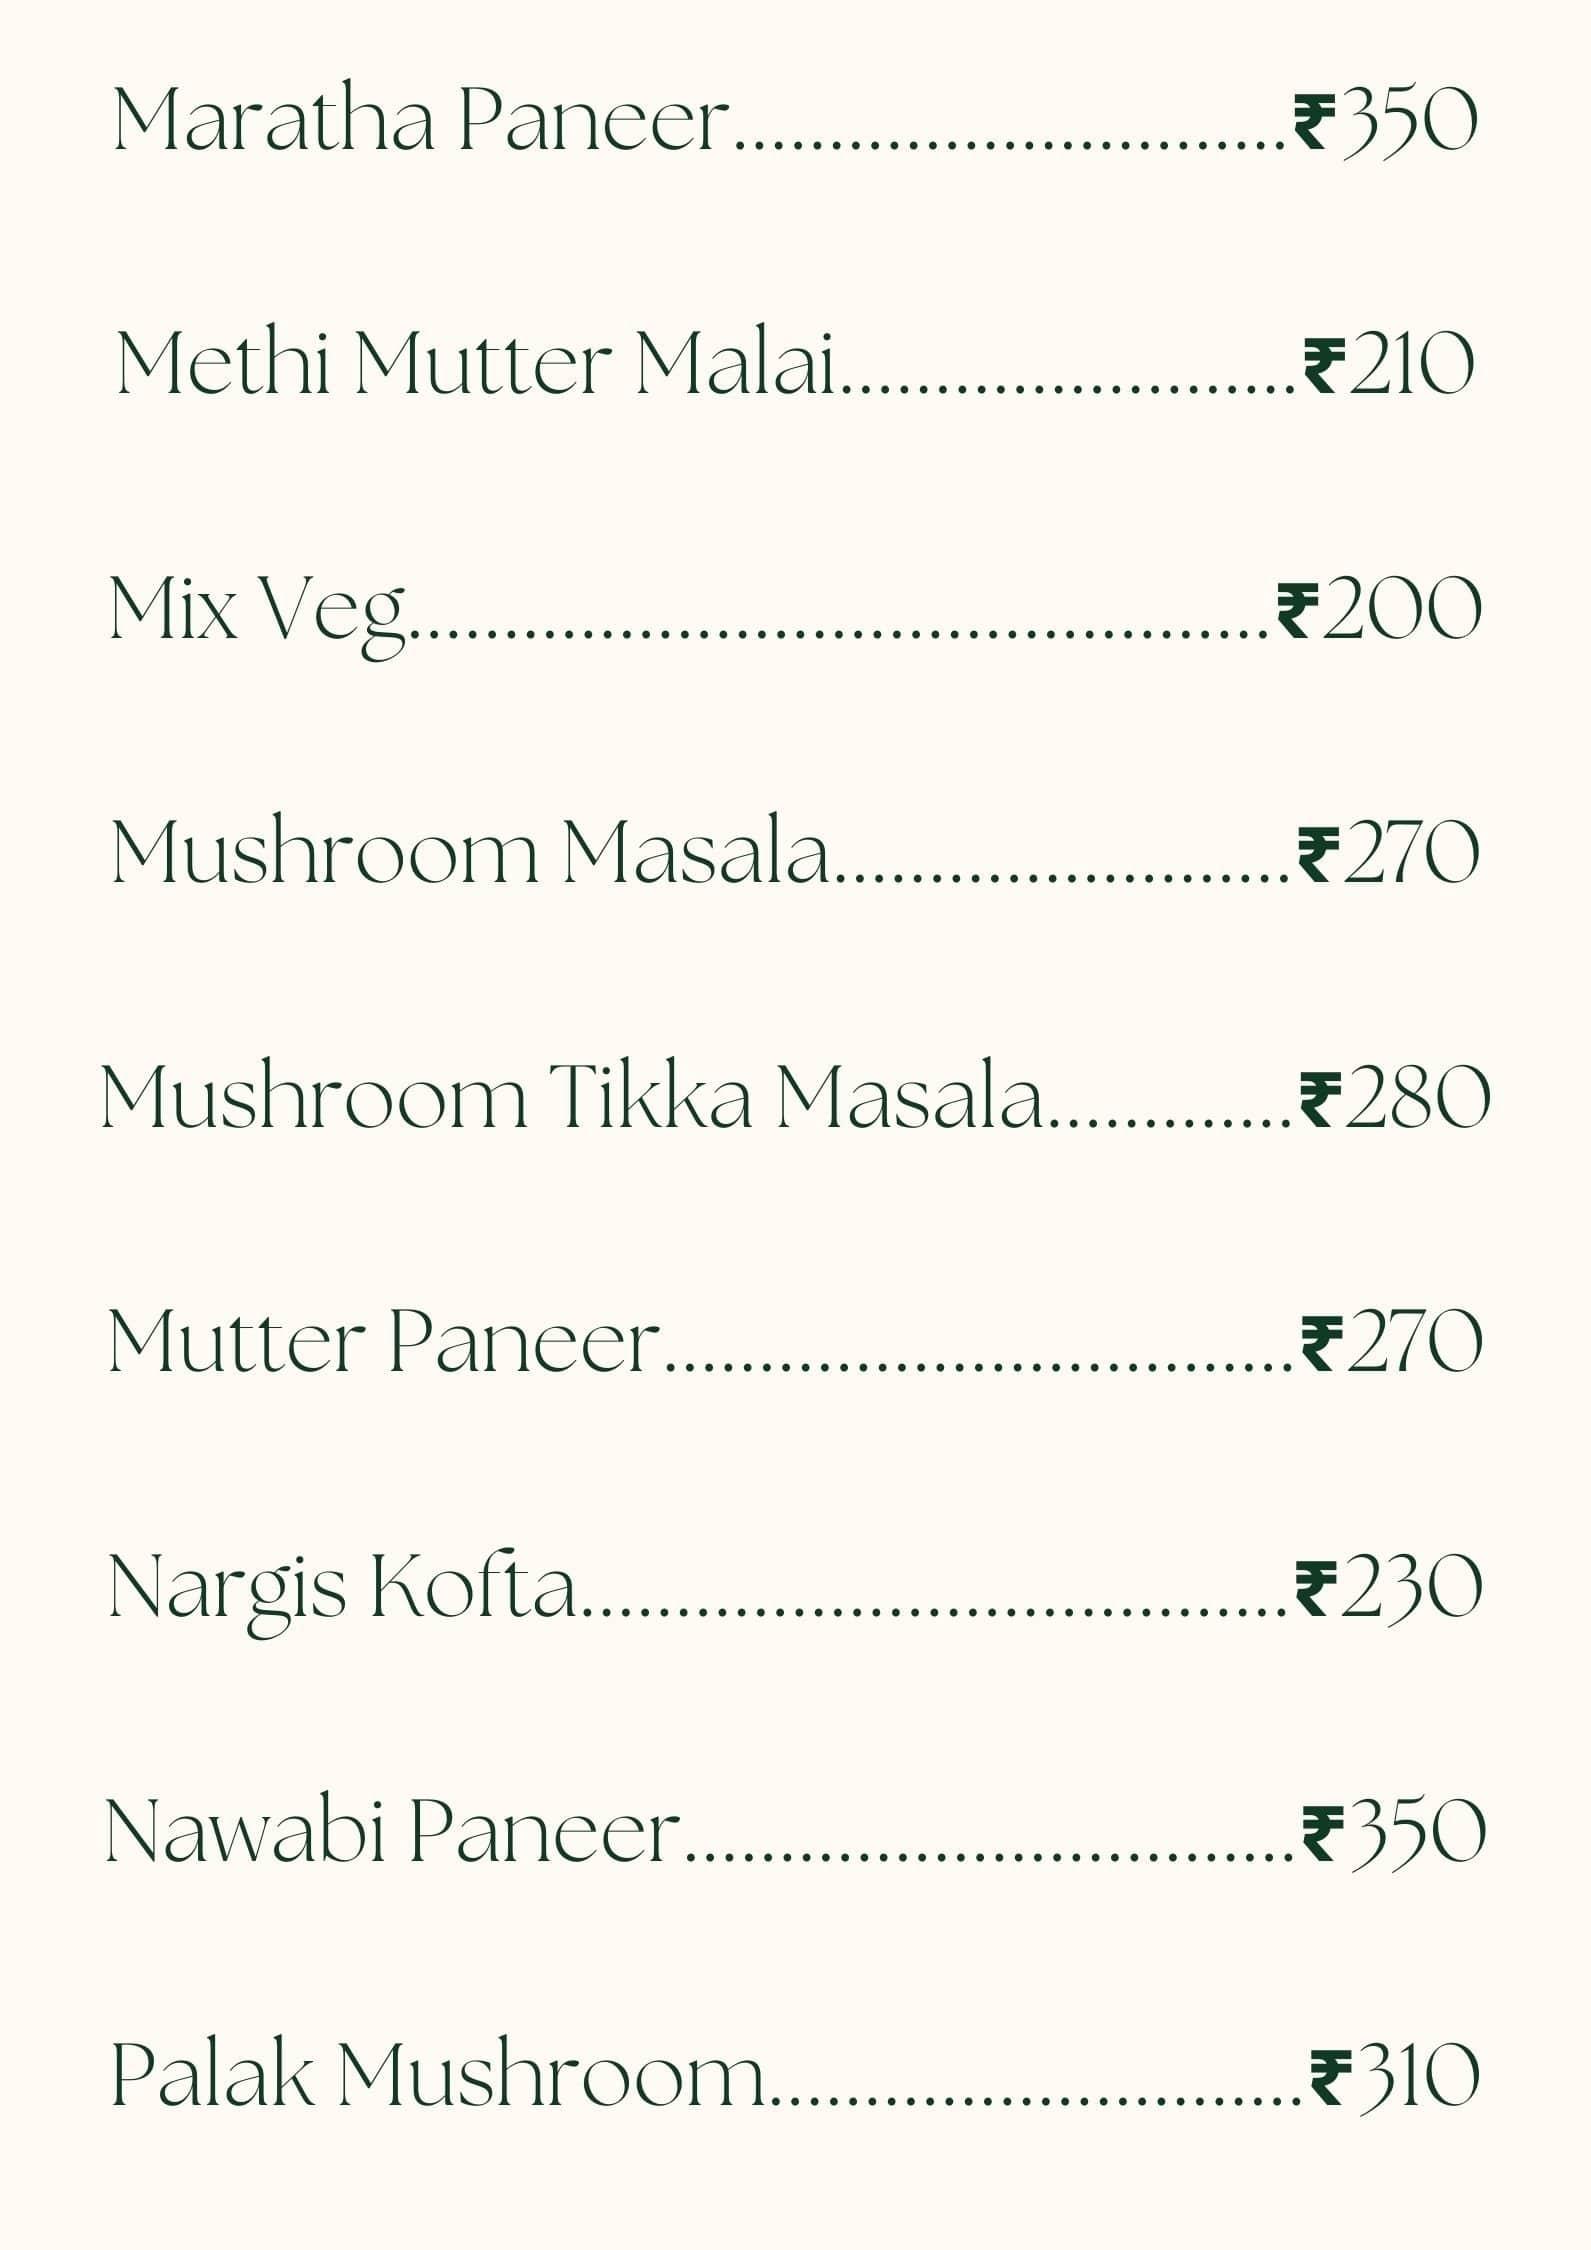 Maratha Paneer.............................₹350
Methi Mutter Malai........................₹210
Mix Veg.............................................₹200
Mushroom Masala........................₹270
Mushroom Tikka Masala.............₹280
Mutter Paneer.................................₹270
Nargis Kofta.....................................₹230
Nawabi Paneer................................₹350
Palak Mushroom............................₹310